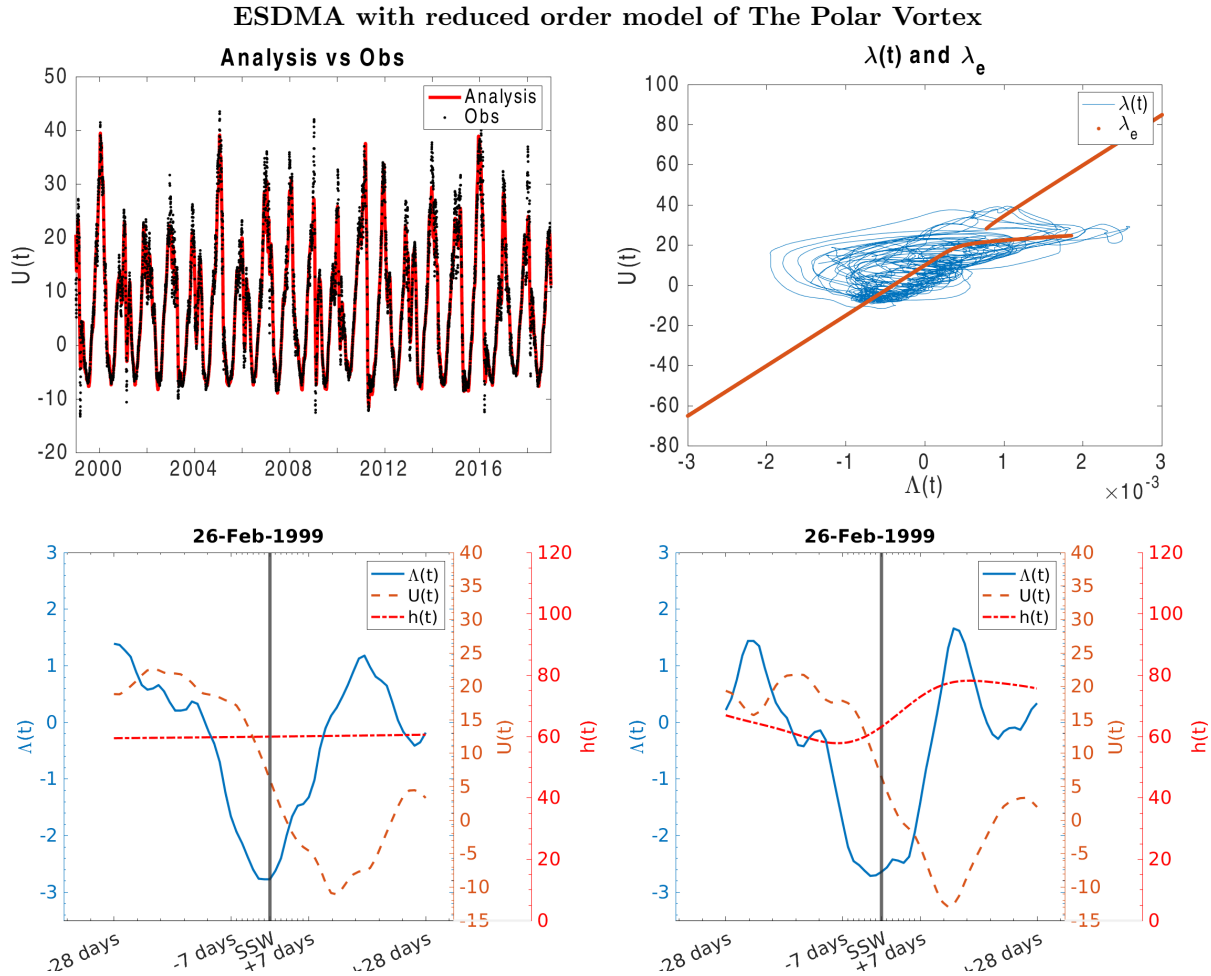 ESDMA with reduced order model of The Polar Vortex
Analysis vs Obs
50
40
30
20
10
0
-10
-20
U(t)
Analysis
Obs
2000
2004
2008
2012
2016
λ(t) and λe
100
80
60
40
20
0
-20
-40
-60
-80
U(t)
λ(t)
λe
-3
-2
-1
0
1
2
3
Λ(t)
×10-3
26-Feb-1999
3
2
1
0
-1
-2
-3
Λ(t)
Λ(t)
U(t)
h(t)
40
35
30
25
20
15
10
5
0
-5
-10
-15
U(t)
120
100
80
60
40
20
0
h(t)
-28 days
-7 days
SSW
+7 days
+28 days
26-Feb-1999
3
2
1
0
-1
-2
-3
Λ(t)
Λ(t)
U(t)
h(t)
40
35
30
25
20
15
10
5
0
-5
-10
-15
U(t)
120
100
80
60
40
20
0
h(t)
-28 days
-7 days
SSW
+7 days
+28 days